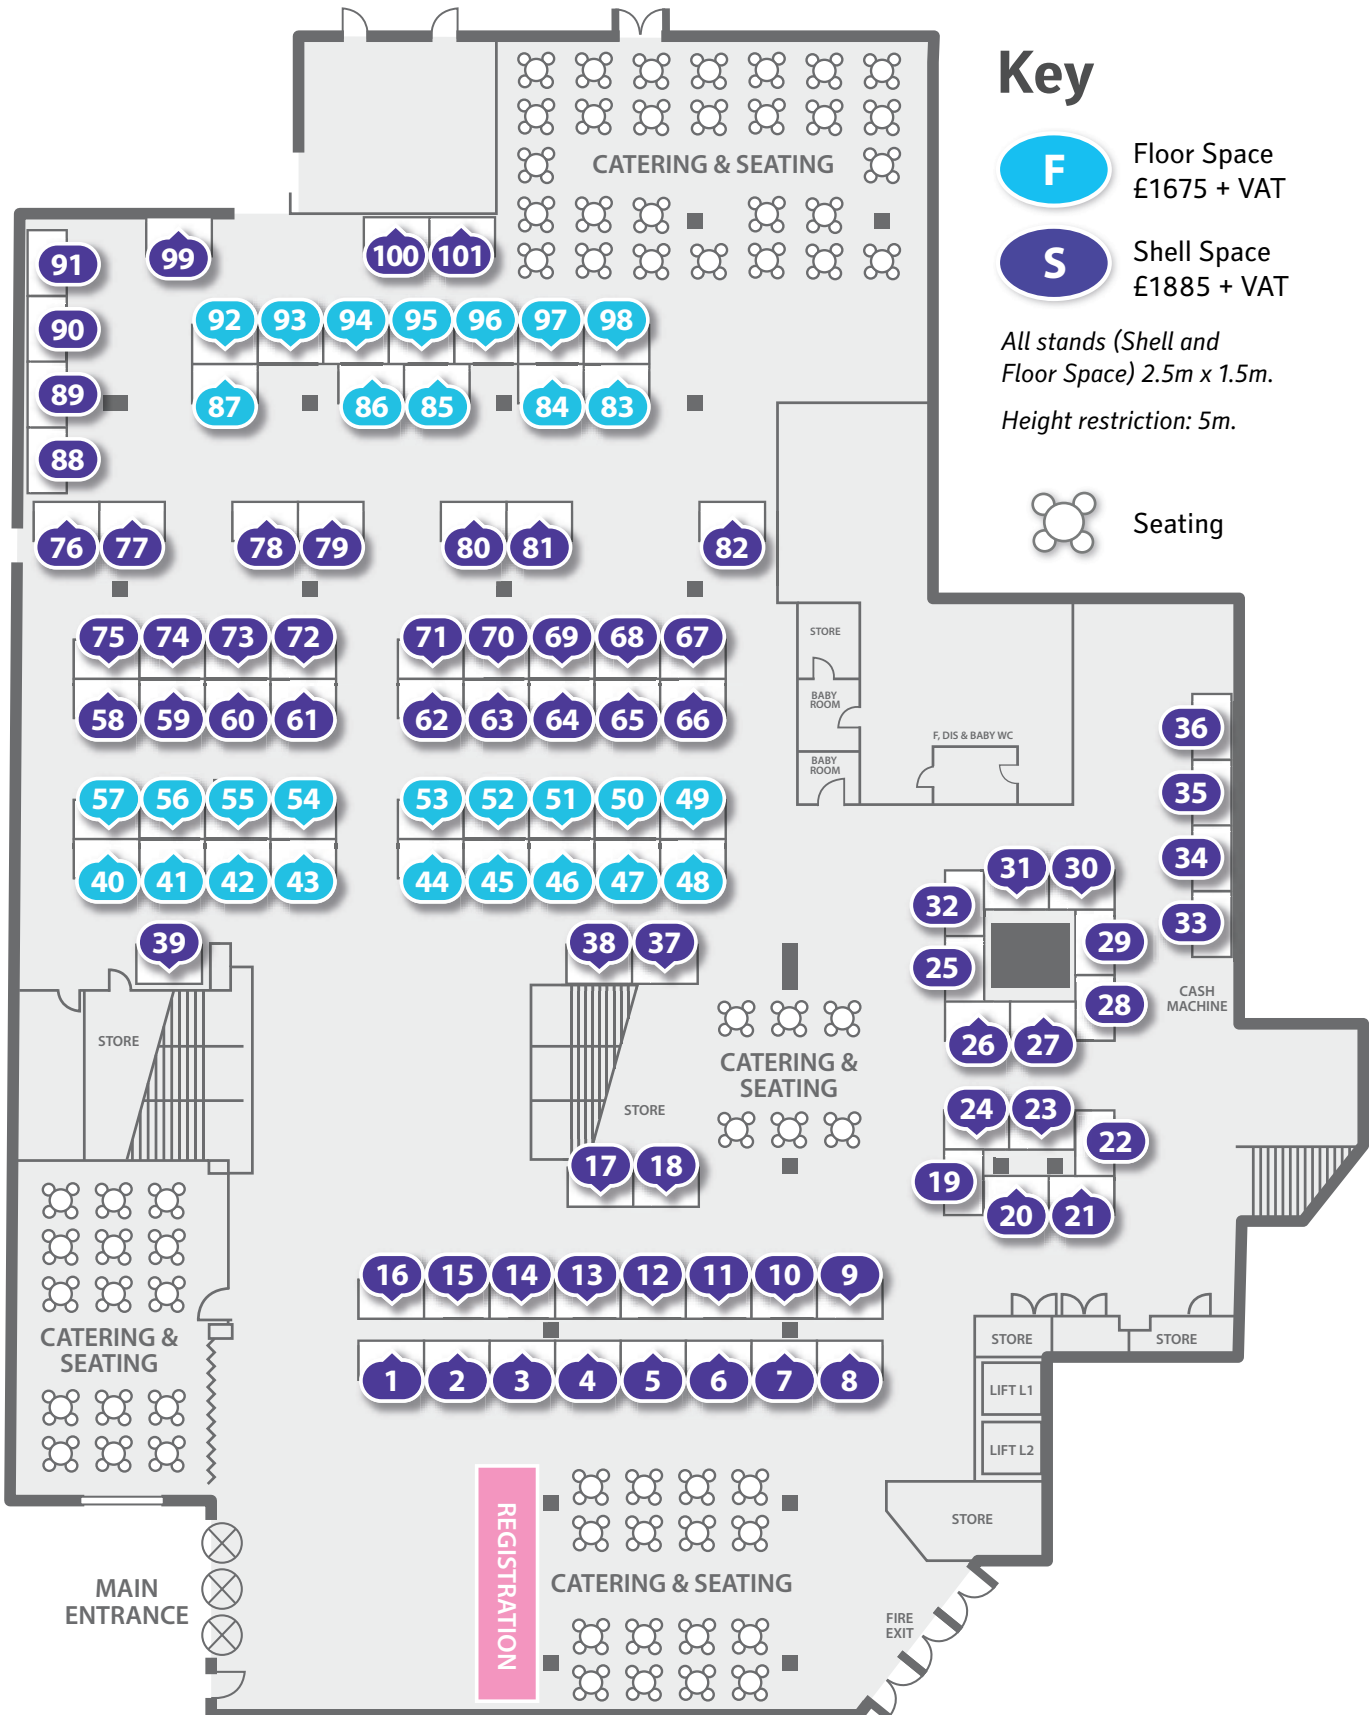 Key
F
Floor Space
£1675 + VAT
S
Shell Space
£1885 + VAT
All stands (Shell and
Floor Space) 2.5m x 1.5m.
Height restriction: 5m.
Seating
CATERING & SEATING
91
99
100
101
90
92
93
94
95
96
97
98
89
87
86
85
84
83
88
76
77
78
79
80
81
82
75
74
73
72
71
70
69
68
67
58
59
60
61
62
63
64
65
66
STORE
BABY
ROOM
BABY
ROOM
F, DIS & BABY WC
36
35
34
33
57
56
55
54
53
52
51
50
49
40
41
42
43
44
45
46
47
48
31
30
32
29
25
28
26
27
CASH
MACHINE
39
38
37
STORE
CATERING &
SEATING
STORE
24
23
22
19
20
21
17
18
16
15
14
13
12
11
10
9
CATERING &
SEATING
1
2
3
4
5
6
7
8
STORE
STORE
LIFT L1
LIFT L2
STORE
REGISTRATION
CATERING & SEATING
MAIN
ENTRANCE
FIRE
EXIT